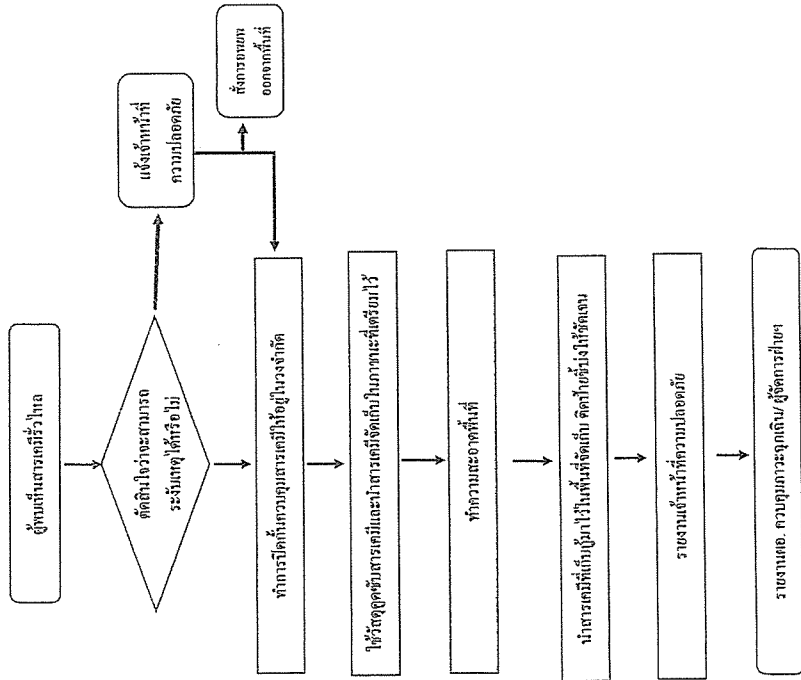 ผู้พบเห็นสารเคมีรั่วไหล
ตัดสินใจว่าจะสามารถ
ระงับเหตุได้หรือไม่
แจ้งเจ้าหน้าที่
ความปลอดภัย
สั่งการอพยพ
ออกจากพื้นที่
ทำการปิดกั้นควบคุมสารเคมีให้อยู่ในวงจำกัด
ใช้วัสดุดูดซับสารเคมีและนำสารเคมีจัดเก็บในภาชนะที่เตรียมไว้
ทำความสะอาดพื้นที่
นำสารเคมีที่เก็บกู้มาไว้ในพื้นที่จัดเก็บ ติดป้ายชี้บ่งให้ชัดเจน
รายงานเจ้าหน้าที่ความปลอดภัย
รายงานผอ. ควบคุมภาวะฉุกเฉิน/ ผู้จัดการฝ่ายฯ